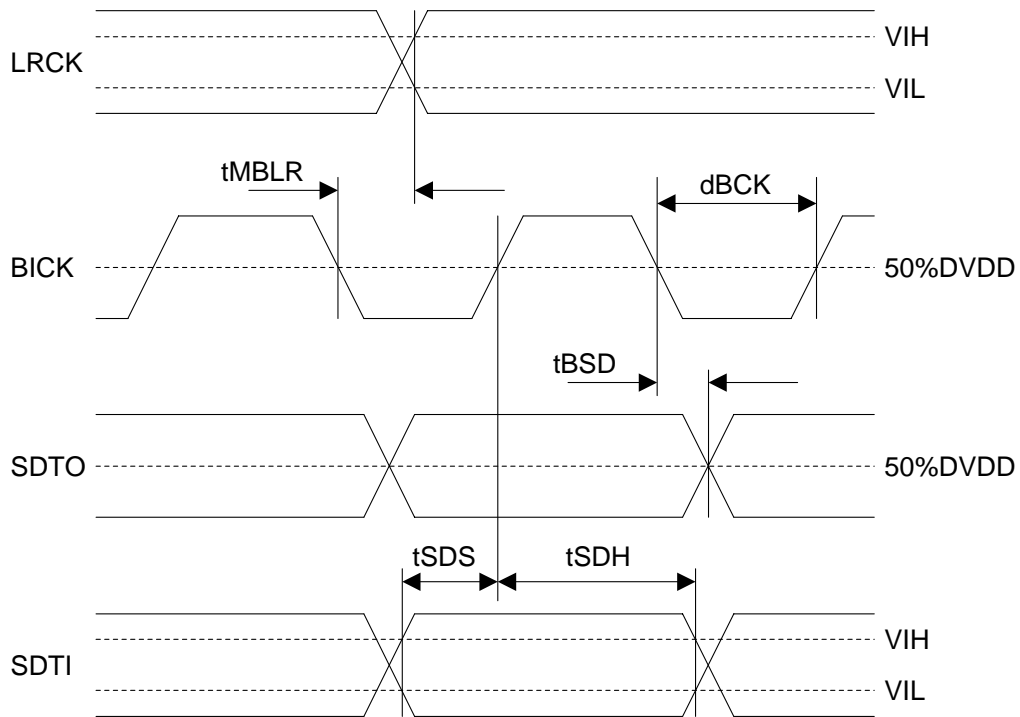 VIH
LRCK
VIL
tMBLR
dBCK
BICK
50%DVDD
tBSD
SDTO
50%DVDD
tSDS
tSDH
VIH
SDTI
VIL